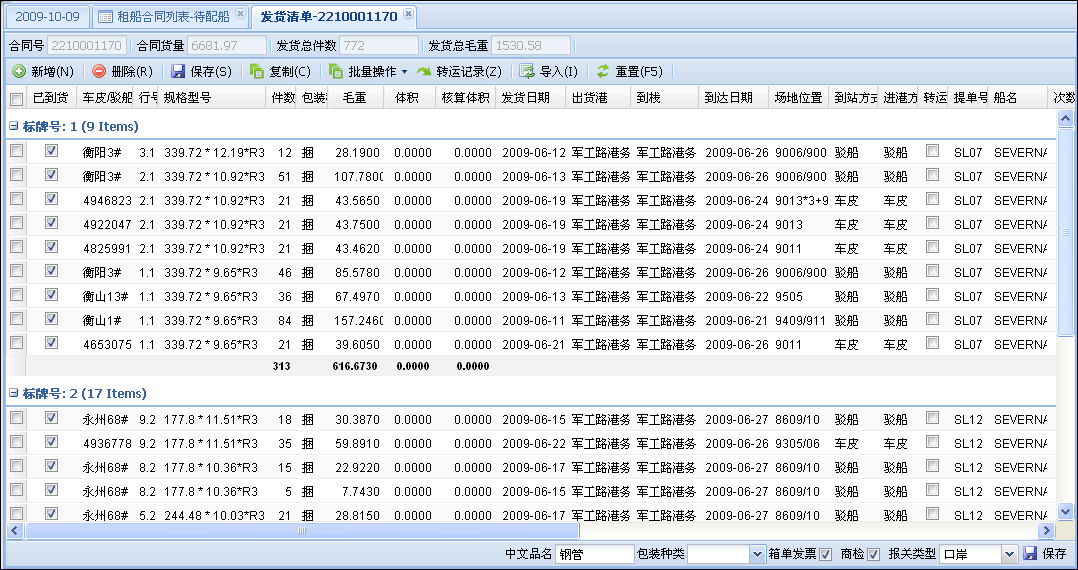 2009-10-09 租船合同列表-待配船 发货清单-2210001170
合同号 2210001170 合同货量 6681.97 发货总件数 772 发货总毛重 1530.58
新增(N) 删除(R) 保存(S) 复制(C) 批量操作 转运记录(Z) 导入(I) 重置(F5)
已到货 车皮/驳船 行号 规格型号 件数 包装 毛重 体积 核算体积 发货日期 出货港 到栈 到达日期 场地位置 到站方式 进港方 转运 提单号 船名 次数
标牌号: 1 (9 Items)
衡阳3# 3.1 339.72 * 12.19*R3 12 捆 28.1900 0.0000 0.0000 2009-06-12 军工路港务 军工路港务 2009-06-26 9006/900 驳船 驳船 SL07 SEVERNA
衡阳3# 2.1 339.72 * 10.92*R3 51 捆 107.7800 0.0000 0.0000 2009-06-13 军工路港务 军工路港务 2009-06-26 9006/900 驳船 驳船 SL07 SEVERNA
4946823 2.1 339.72 * 10.92*R3 21 捆 43.5650 0.0000 0.0000 2009-06-19 军工路港务 军工路港务 2009-06-24 9013*3+9 车皮 车皮 SL07 SEVERNA
4922047 2.1 339.72 * 10.92*R3 21 捆 43.7500 0.0000 0.0000 2009-06-19 军工路港务 军工路港务 2009-06-24 9013 车皮 车皮 SL07 SEVERNA
4825991 2.1 339.72 * 10.92*R3 21 捆 43.4620 0.0000 0.0000 2009-06-19 军工路港务 军工路港务 2009-06-24 9011 车皮 车皮 SL07 SEVERNA
衡阳3# 1.1 339.72 * 9.65*R3 46 捆 85.5780 0.0000 0.0000 2009-06-12 军工路港务 军工路港务 2009-06-26 9006/900 驳船 驳船 SL07 SEVERNA
衡山13# 1.1 339.72 * 9.65*R3 36 捆 67.4970 0.0000 0.0000 2009-06-13 军工路港务 军工路港务 2009-06-22 9505 驳船 驳船 SL07 SEVERNA
衡山1# 1.1 339.72 * 9.65*R3 84 捆 157.2460 0.0000 0.0000 2009-06-11 军工路港务 军工路港务 2009-06-21 9409/911 驳船 驳船 SL07 SEVERNA
4653075 1.1 339.72 * 9.65*R3 21 捆 39.6050 0.0000 0.0000 2009-06-21 军工路港务 军工路港务 2009-06-26 9011 车皮 车皮 SL07 SEVERNA
313 616.6730 0.0000 0.0000
标牌号: 2 (17 Items)
永州68# 9.2 177.8 * 11.51*R3 18 捆 30.3870 0.0000 0.0000 2009-06-15 军工路港务 军工路港务 2009-06-27 8609/10 驳船 驳船 SL12 SEVERNA
4936778 9.2 177.8 * 11.51*R3 35 捆 59.8910 0.0000 0.0000 2009-06-22 军工路港务 军工路港务 2009-06-26 9305/06 车皮 车皮 SL12 SEVERNA
永州68# 8.2 177.8 * 10.36*R3 15 捆 22.9220 0.0000 0.0000 2009-06-17 军工路港务 军工路港务 2009-06-27 8609/10 驳船 驳船 SL12 SEVERNA
永州68# 8.2 177.8 * 10.36*R3 5 捆 7.7430 0.0000 0.0000 2009-06-17 军工路港务 军工路港务 2009-06-27 8609/10 驳船 驳船 SL12 SEVERNA
永州68# 5.2 244.48 * 10.03*R3 21 捆 28.8150 0.0000 0.0000 2009-06-17 军工路港务 军工路港务 2009-06-27 8609/10 驳船 驳船 SL12 SEVERNA
中文品名 钢管 包装种类 箱单发票 商检 报关类型 口岸 保存